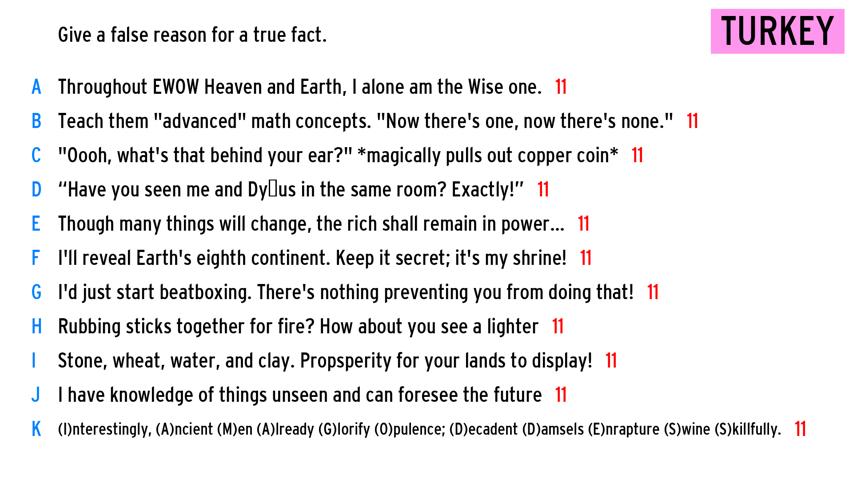 Give a false reason for a true fact.
TURKEY
A Throughout EWOW Heaven and Earth, I alone am the Wise one. 11
B Teach them "advanced" math concepts. "Now there's one, now there's none." 11
C "Oooh, what's that behind your ear?" *magically pulls out copper coin* 11
D “Have you seen me and Dy▯us in the same room? Exactly!” 11
E Though many things will change, the rich shall remain in power... 11
F I'll reveal Earth's eighth continent. Keep it secret; it's my shrine! 11
G I'd just start beatboxing. There's nothing preventing you from doing that! 11
H Rubbing sticks together for fire? How about you see a lighter 11
I Stone, wheat, water, and clay. Propsperity for your lands to display! 11
J I have knowledge of things unseen and can foresee the future 11
K (I)nterestingly, (A)ncient (M)en (A)lready (G)lorify (O)pulence; (D)ecadent (D)amsels (E)nrapture (S)wine (S)killfully. 11